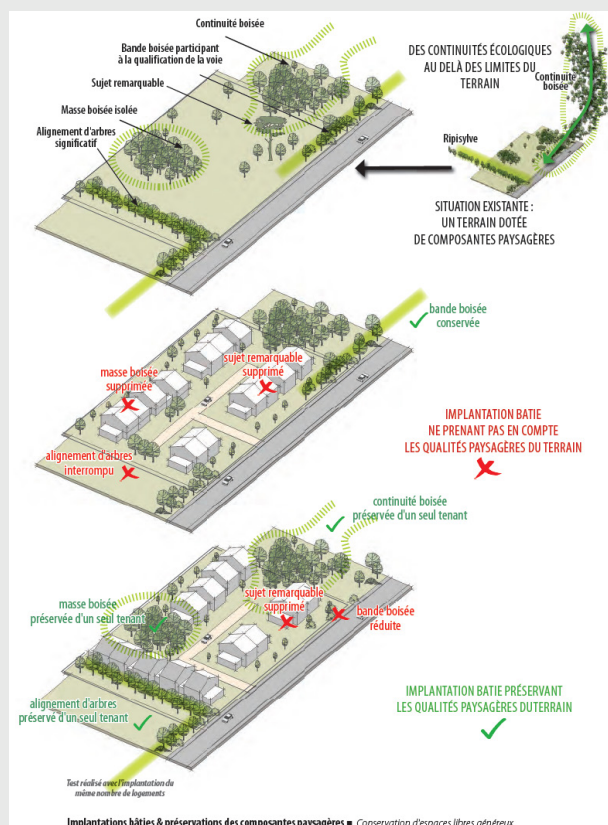 Continuité boisée
Bande boisée participant
à la qualification de la voie
Sujet remarquable
Masse boisée isolée
Alignement d'arbres
significatif
DES CONTINUITÉS ÉCOLOGIQUES
AU DELÀ DES LIMITES DU
TERRAIN
Continuité
boisée
Ripisylve
SITUATION EXISTANTE :
UN TERRAIN DOTÉE
DE COMPOSANTES PAYSAGÈRES
bande boisée
conservée
sujet remarquable
supprimé
masse boisée
supprimée
alignement d'arbres
interrompu
IMPLANTATION BATIE
NE PRENANT PAS EN COMPTE
LES QUALITÉS PAYSAGÈRES DU TERRAIN
continuité boisée
préservée d'un seul tenant
masse boisée
préservée d'un seul tenant
sujet remarquable
supprimé
bande boisée
réduite
alignement d'arbres
préservé d'un seul tenant
IMPLANTATION BATIE PRÉSERVANT
LES QUALITÉS PAYSAGÈRES DUTERRAIN
Test réalisé avec l'implantation du
même nombre de logements
Implantations bâties & préservations des composantes paysagères ■ Conservation d'espaces libres généreux